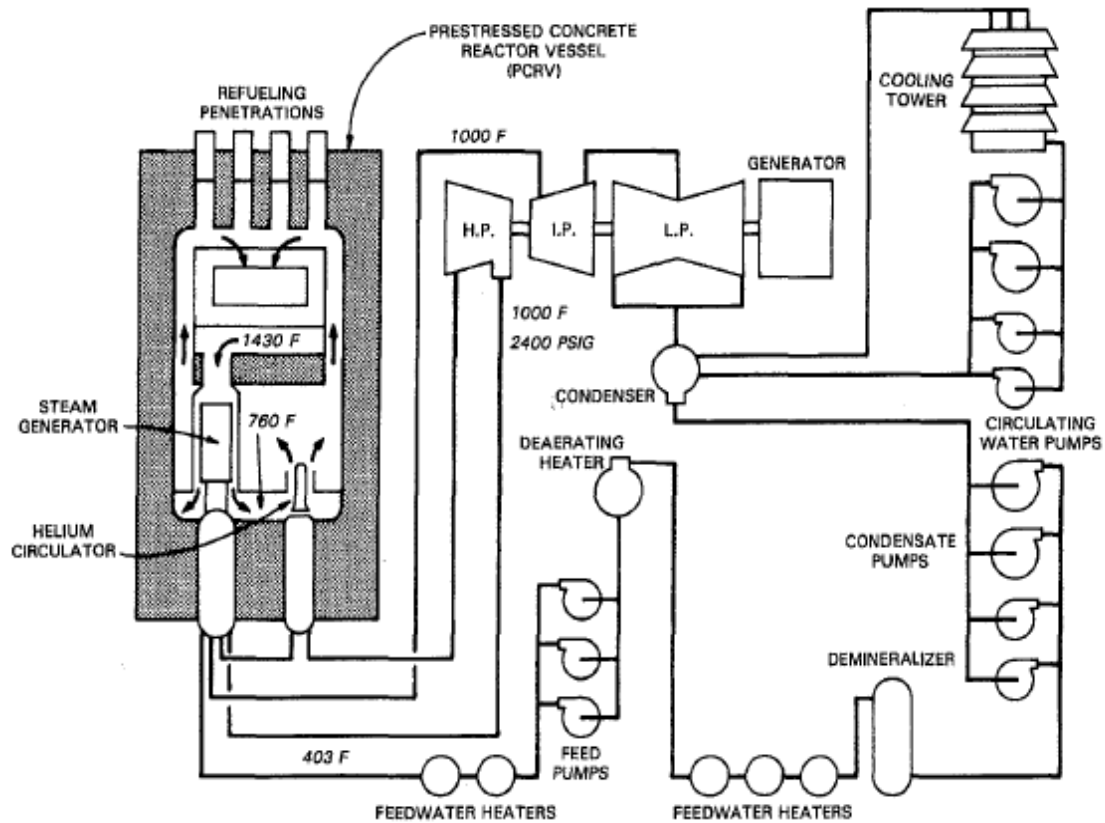 PRESTRESSED CONCRETE
REACTOR VESSEL
(PCRV)
REFUELING
PENETRATIONS
COOLING
TOWER
1000 F
GENERATOR
H.P.
I.P.
L.P.
1000 F
2400 PSIG
1430 F
CONDENSER
STEAM
GENERATOR
760 F
CIRCULATING
WATER PUMPS
DEAERATING
HEATER
HELIUM
CIRCULATOR
CONDENSATE
PUMPS
DEMINERALIZER
403 F
FEED
PUMPS
FEEDWATER HEATERS
FEEDWATER HEATERS